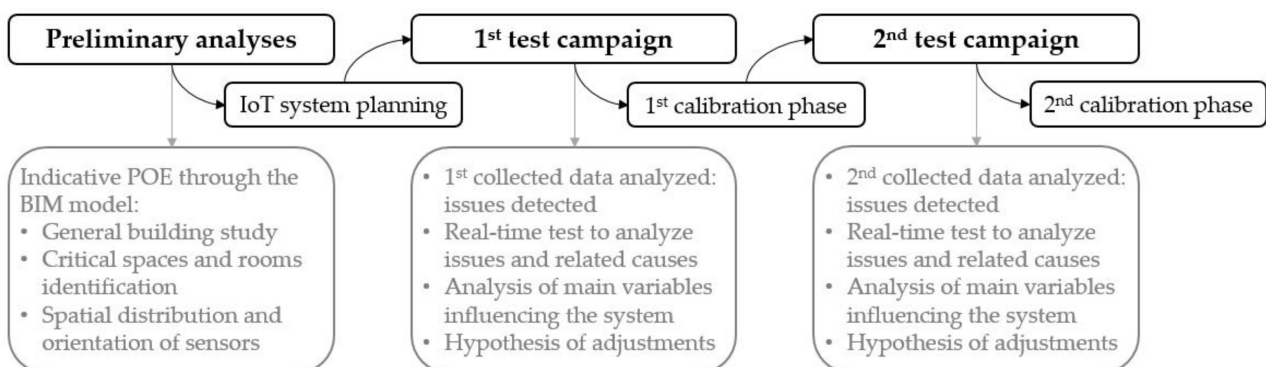 Preliminary analyses
IoT system planning
1st test campaign
1st calibration phase
2nd test campaign
2nd calibration phase
Indicative POE through the
BIM model:
• General building study
• Critical spaces and rooms
identification
• Spatial distribution and
orientation of sensors
• 1st collected data analyzed:
issues detected
• Real-time test to analyze
issues and related causes
• Analysis of main variables
influencing the system
• Hypothesis of adjustments
• 2nd collected data analyzed:
issues detected
• Real-time test to analyze
issues and related causes
• Analysis of main variables
influencing the system
• Hypothesis of adjustments